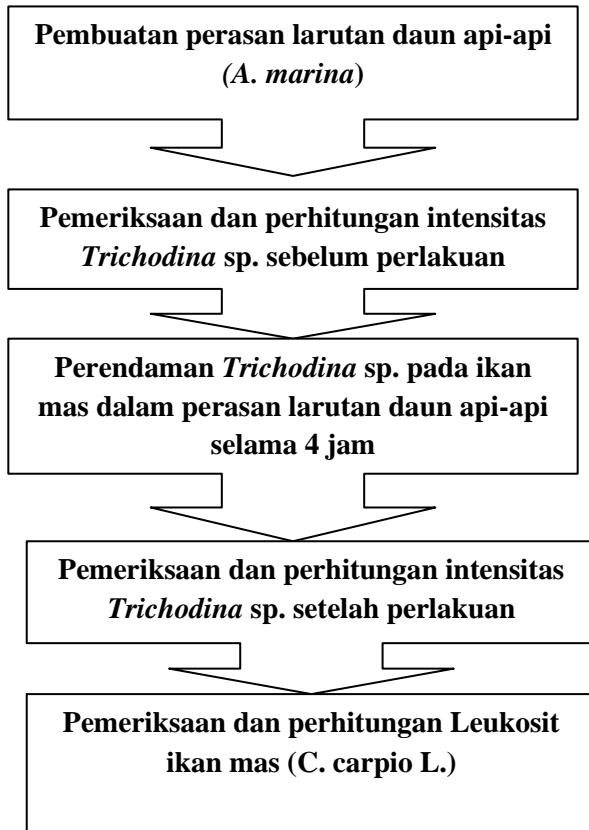 Pembuatan perasan larutan daun api-api
(A. marina)
Pemeriksaan dan perhitungan intensitas
Trichodina sp. sebelum perlakuan
Perendaman Trichodina sp. pada ikan
mas dalam perasan larutan daun api-api
selama 4 jam
Pemeriksaan dan perhitungan intensitas
Trichodina sp. setelah perlakuan
Pemeriksaan dan perhitungan Leukosit
ikan mas (C. carpio L.)